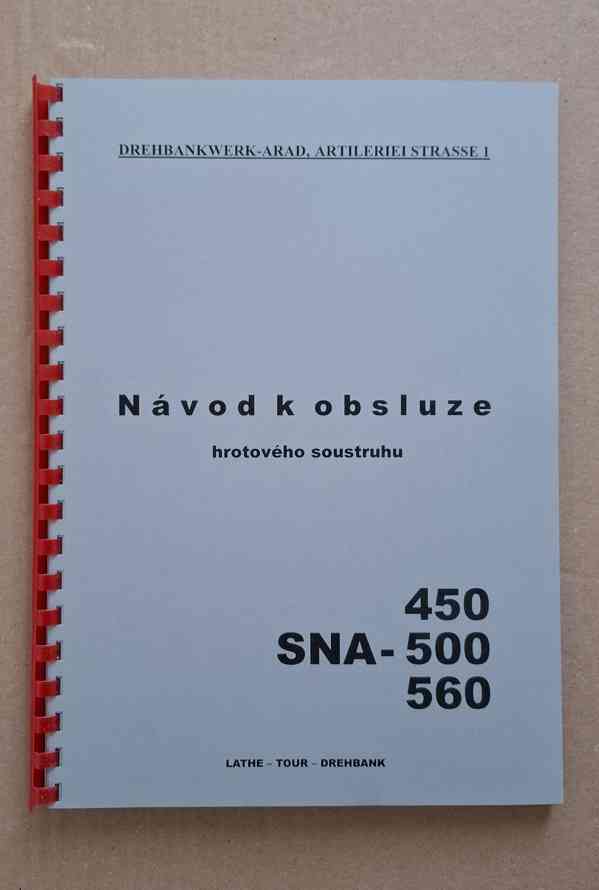 DREHBANKWERK-ARAD, ARTILERIEI STRASSE 1
Návod k obsluze
hrotového soustruhu
450
SNA- 500
560
LATHE – TOUR – DREHBANK